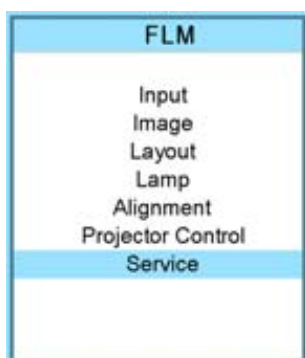 FLM
Input
Image
Layout
Lamp
Alignment
Projector Control
Service